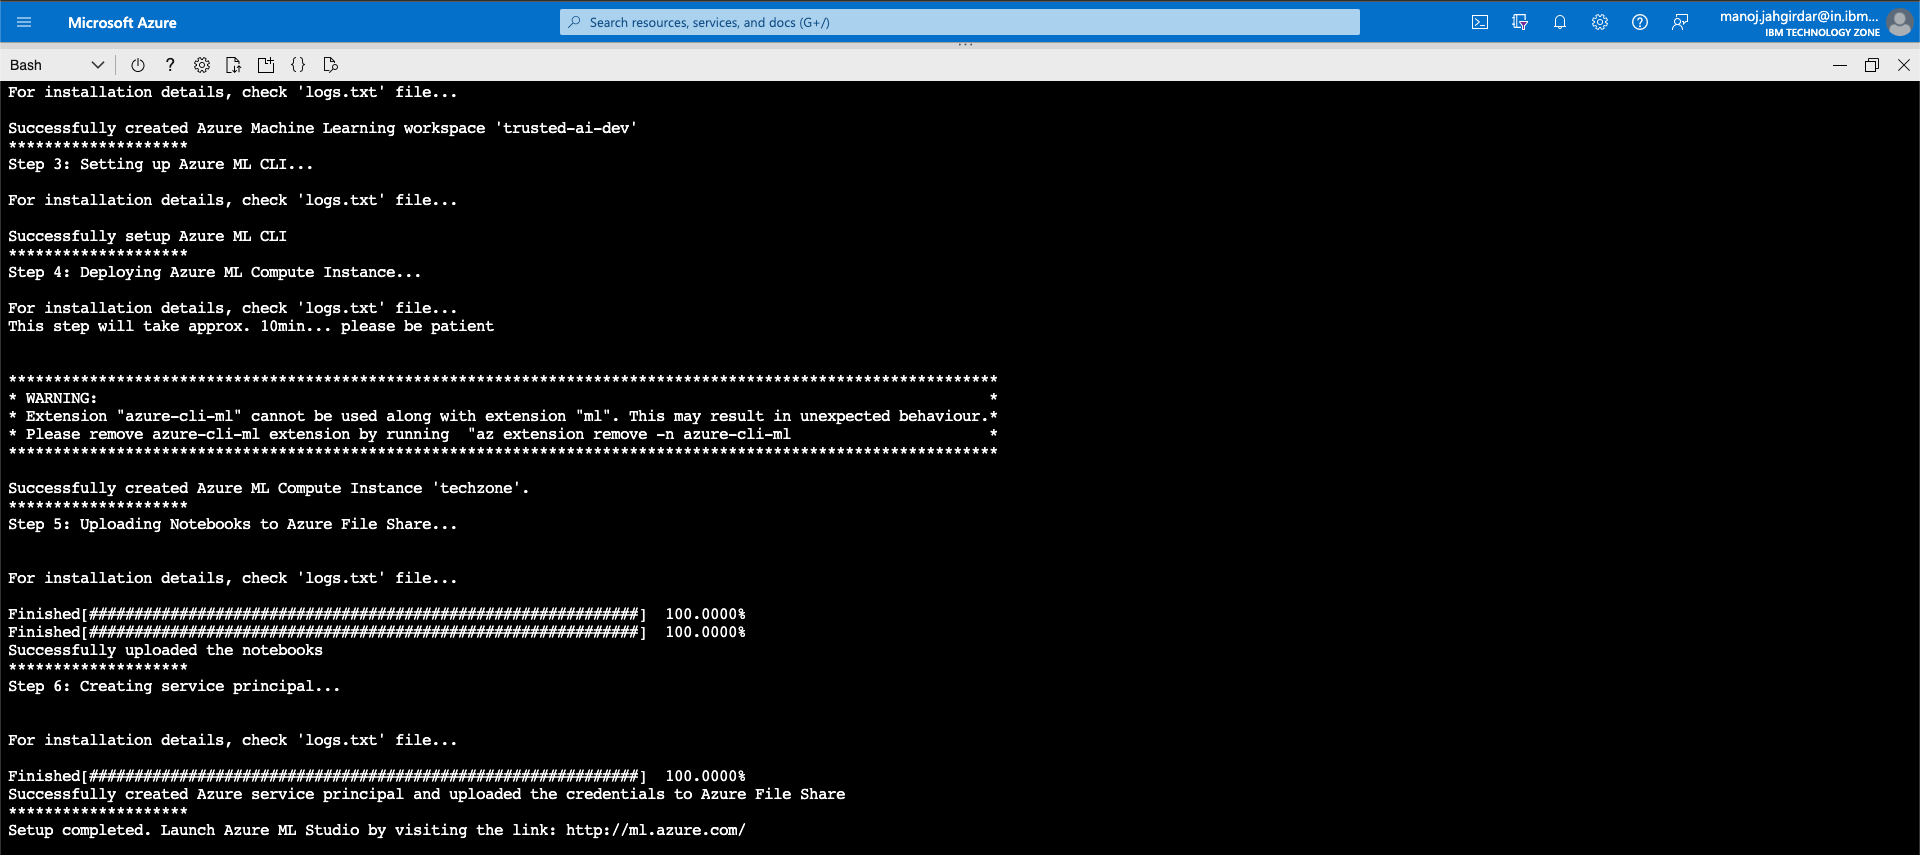 Microsoft Azure
Search resources, services, and docs (G+/)
manoj.jahgirdar@in.ibm...
IBM TECHNOLOGY ZONE
Bash
For installation details, check 'logs.txt' file...
Successfully created Azure Machine Learning workspace 'trusted-ai-dev'
********************
Step 3: Setting up Azure ML CLI...
For installation details, check 'logs.txt' file...
Successfully setup Azure ML CLI
********************
Step 4: Deploying Azure ML Compute Instance...
For installation details, check 'logs.txt' file...
This step will take approx. 10min... please be patient
**************************************************************************************************************
* WARNING: *
* Extension "azure-cli-ml" cannot be used along with extension "ml". This may result in unexpected behaviour.*
* Please remove azure-cli-ml extension by running  "az extension remove -n azure-cli-ml *
**************************************************************************************************************
Successfully created Azure ML Compute Instance 'techzone'.
********************
Step 5: Uploading Notebooks to Azure File Share...
For installation details, check 'logs.txt' file...
Finished[#############################################################]  100.0000%
Finished[#############################################################]  100.0000%
Successfully uploaded the notebooks
********************
Step 6: Creating service principal...
For installation details, check 'logs.txt' file...
Finished[#############################################################]  100.0000%
Successfully created Azure service principal and uploaded the credentials to Azure File Share
********************
Setup completed. Launch Azure ML Studio by visiting the link: http://ml.azure.com/